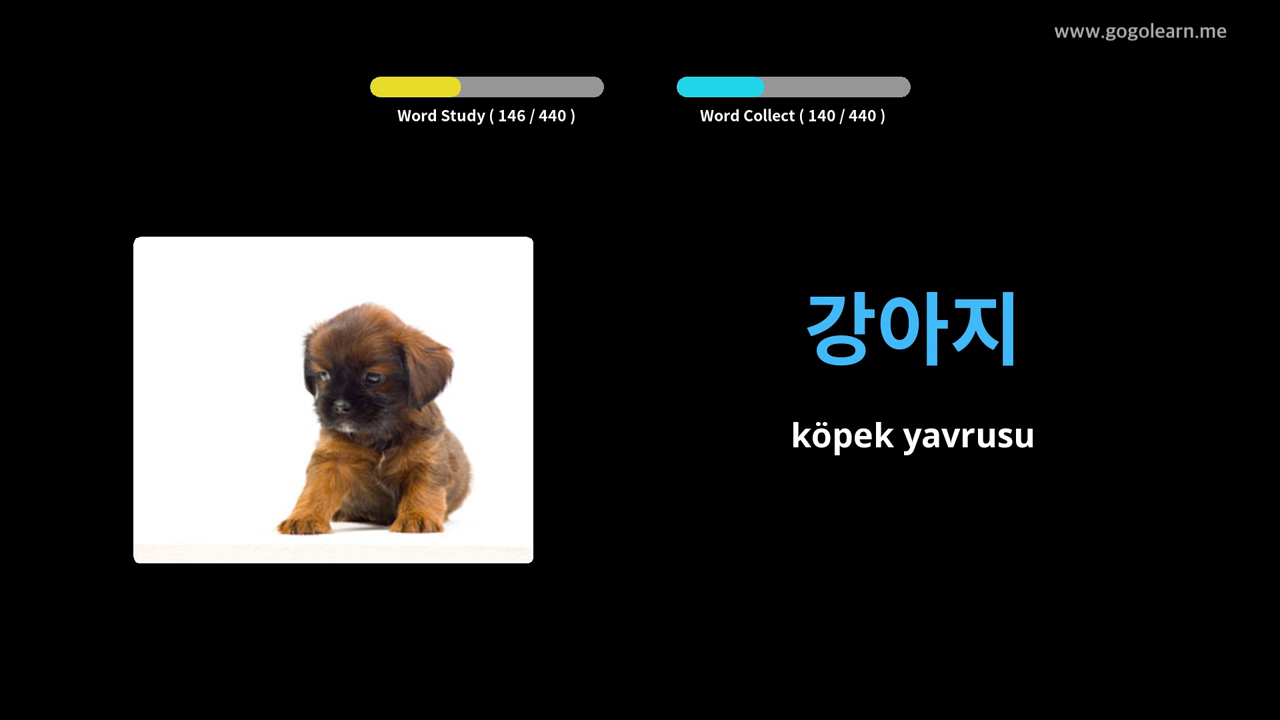 www.gogolearn.me
Word Study ( 146 / 440 )
Word Collect ( 140 / 440 )
강아지
köpek yavrusu